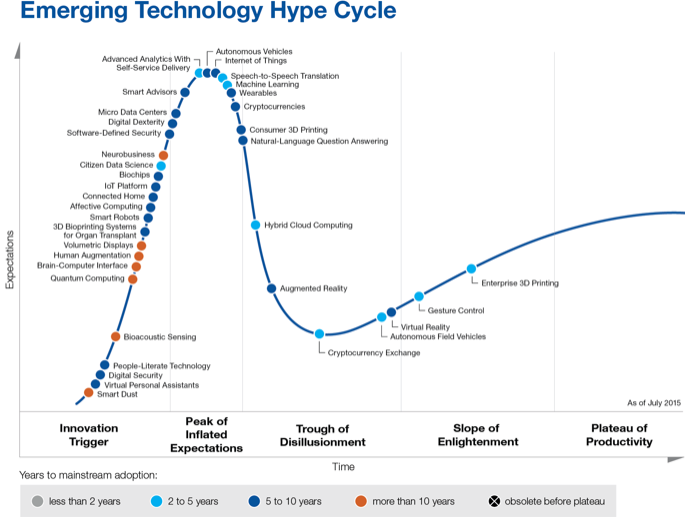 Emerging Technology Hype Cycle
Expectations
Autonomous Vehicles
Advanced Analytics With
Self-Service Delivery
Internet of Things
Speech-to-Speech Translation
Machine Learning
Smart Advisors
Wearables
Cryptocurrencies
Micro Data Centers
Digital Dexterity
Software-Defined Security
Consumer 3D Printing
Natural-Language Question Answering
Neurobusiness
Citizen Data Science
Biochips
IoT Platform
Connected Home
Affective Computing
Smart Robots
3D Bioprinting Systems
for Organ Transplant
Volumetric Displays
Human Augmentation
Brain-Computer Interface
Quantum Computing
Hybrid Cloud Computing
Augmented Reality
Enterprise 3D Printing
Gesture Control
Virtual Reality
Autonomous Field Vehicles
Cryptocurrency Exchange
Bioacoustic Sensing
People-Literate Technology
Digital Security
Virtual Personal Assistants
Smart Dust
As of July 2015
Innovation
Trigger
Peak of
Inflated
Expectations
Trough of
Disillusionment
Slope of
Enlightenment
Plateau of
Productivity
Time
Years to mainstream adoption:
less than 2 years
2 to 5 years
5 to 10 years
more than 10 years
obsolete before plateau